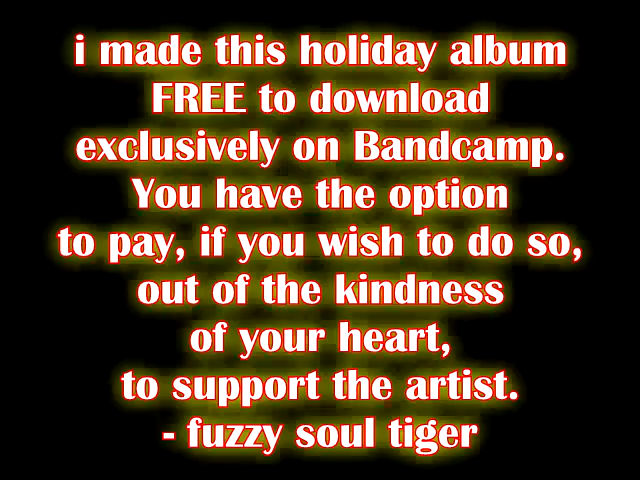 i made this holiday album
FREE to download
exclusively on Bandcamp.
You have the option
to pay, if you wish to do so,
out of the kindness
of your heart,
to support the artist.
- fuzzy soul tiger